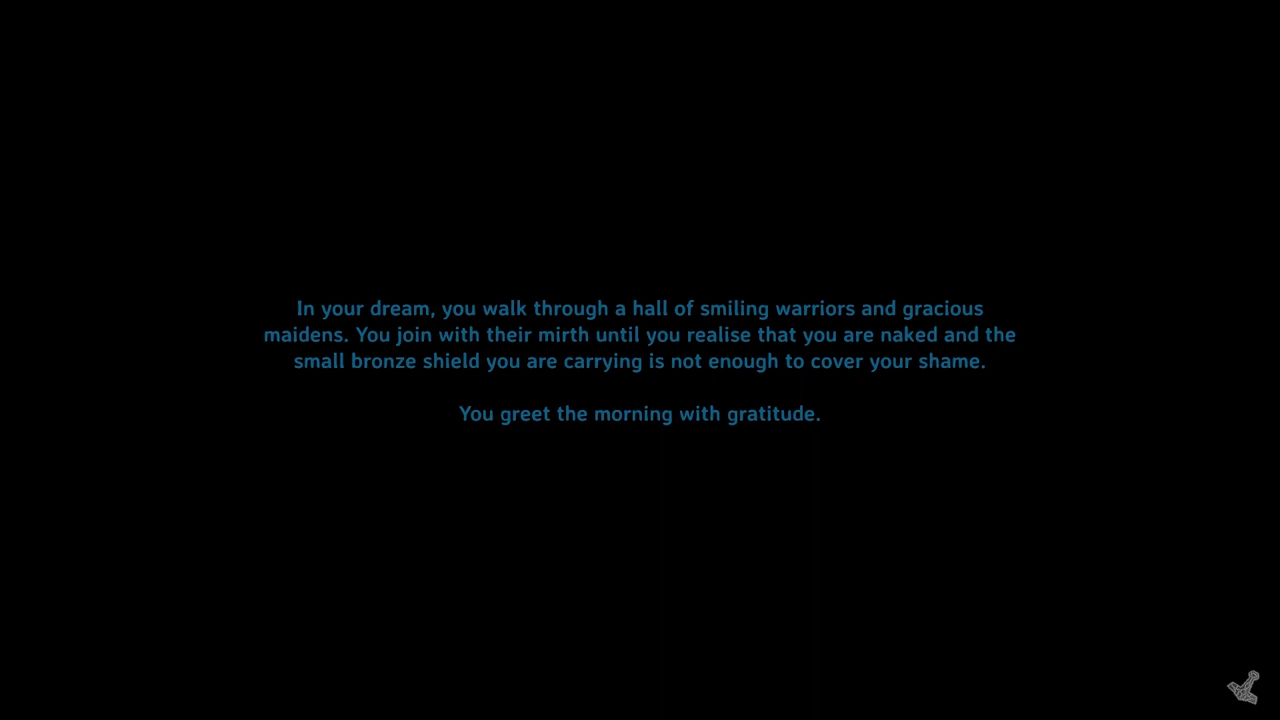 In your dream, you walk through a hall of smiling warriors and gracious
maidens. You join with their mirth until you realise that you are naked and the
small bronze shield you are carrying is not enough to cover your shame.
You greet the morning with gratitude.